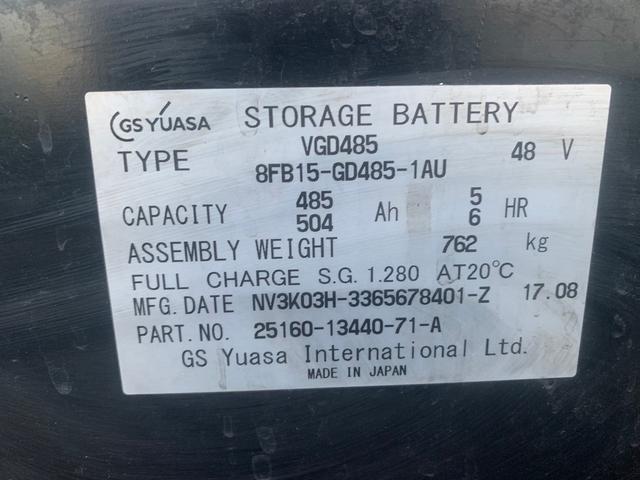 GS YUASA STORAGE BATTERY
TYPE VGD485 48 V
8FB15-GD485-1AU
CAPACITY 485 Ah 5 HR
504 6
ASSEMBLY WEIGHT 762 kg
FULL CHARGE S.G. 1.280 AT20℃
MFG. DATE NV3K03H-3365678401-Z 17.08
PART. NO. 25160-13440-71-A
GS Yuasa International Ltd.
MADE IN JAPAN